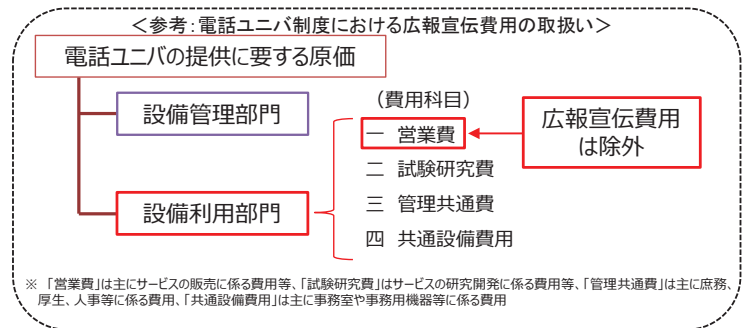 ＜参考：電話ユニバ制度における広報宣伝費用の取扱い＞
電話ユニバの提供に要する原価
設備管理部門
（費用科目）
一 営業費
広報宣伝費用
は除外
二 試験研究費
設備利用部門
三 管理共通費
四 共通設備費用
※ 「営業費」は主にサービスの販売に係る費用等、「試験研究費」はサービスの研究開発に係る費用等、「管理共通費」は主に庶務、
厚生、人事等に係る費用、「共通設備費用」は主に事務室や事務用機器等に係る費用